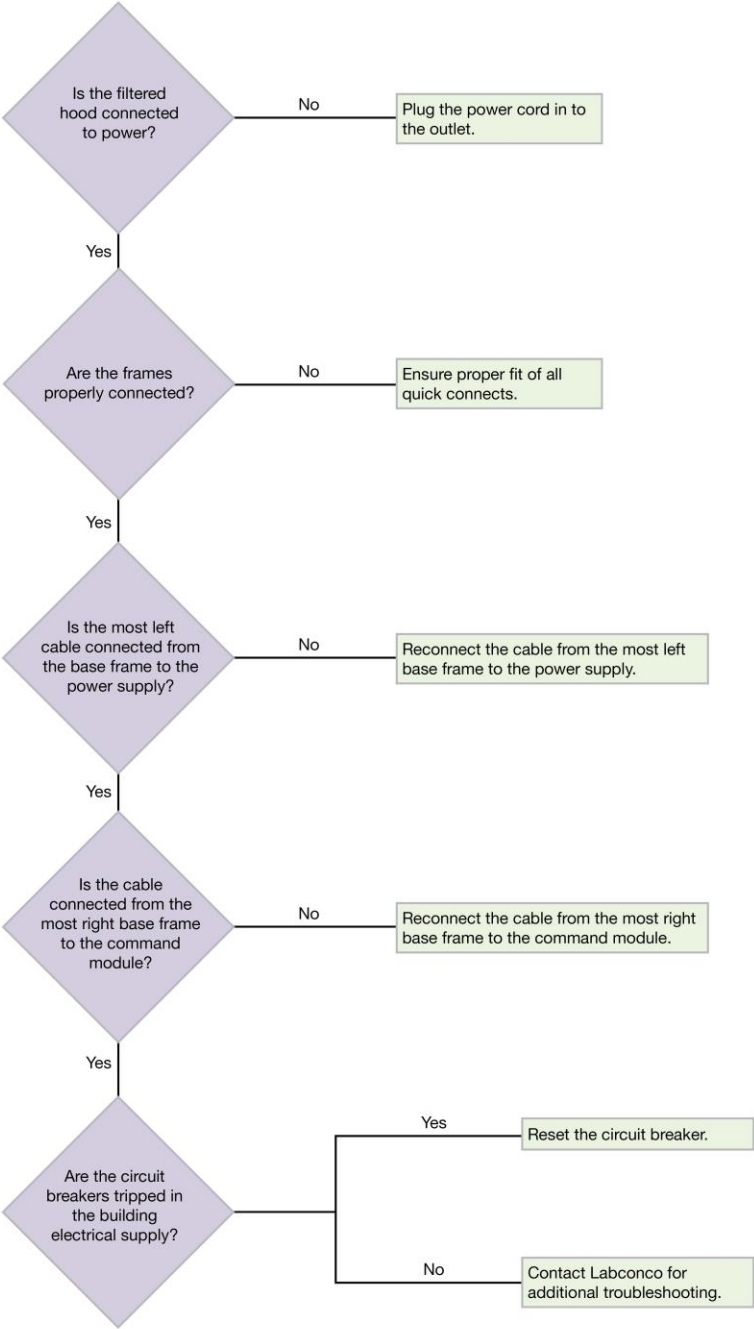 Is the filtered
hood connected
to power?
No
Plug the power cord in to
the outlet.
Yes
Are the frames
properly connected?
No
Ensure proper fit of all
quick connects.
Yes
Is the most left
cable connected from
the base frame to the
power supply?
No
Reconnect the cable from the most left
base frame to the power supply.
Yes
Is the cable
connected from the
most right base frame
to the command
module?
No
Reconnect the cable from the most right
base frame to the command module.
Yes
Are the circuit
breakers tripped in
the building
electrical supply?
Yes
Reset the circuit breaker.
No
Contact Labconco for
additional troubleshooting.